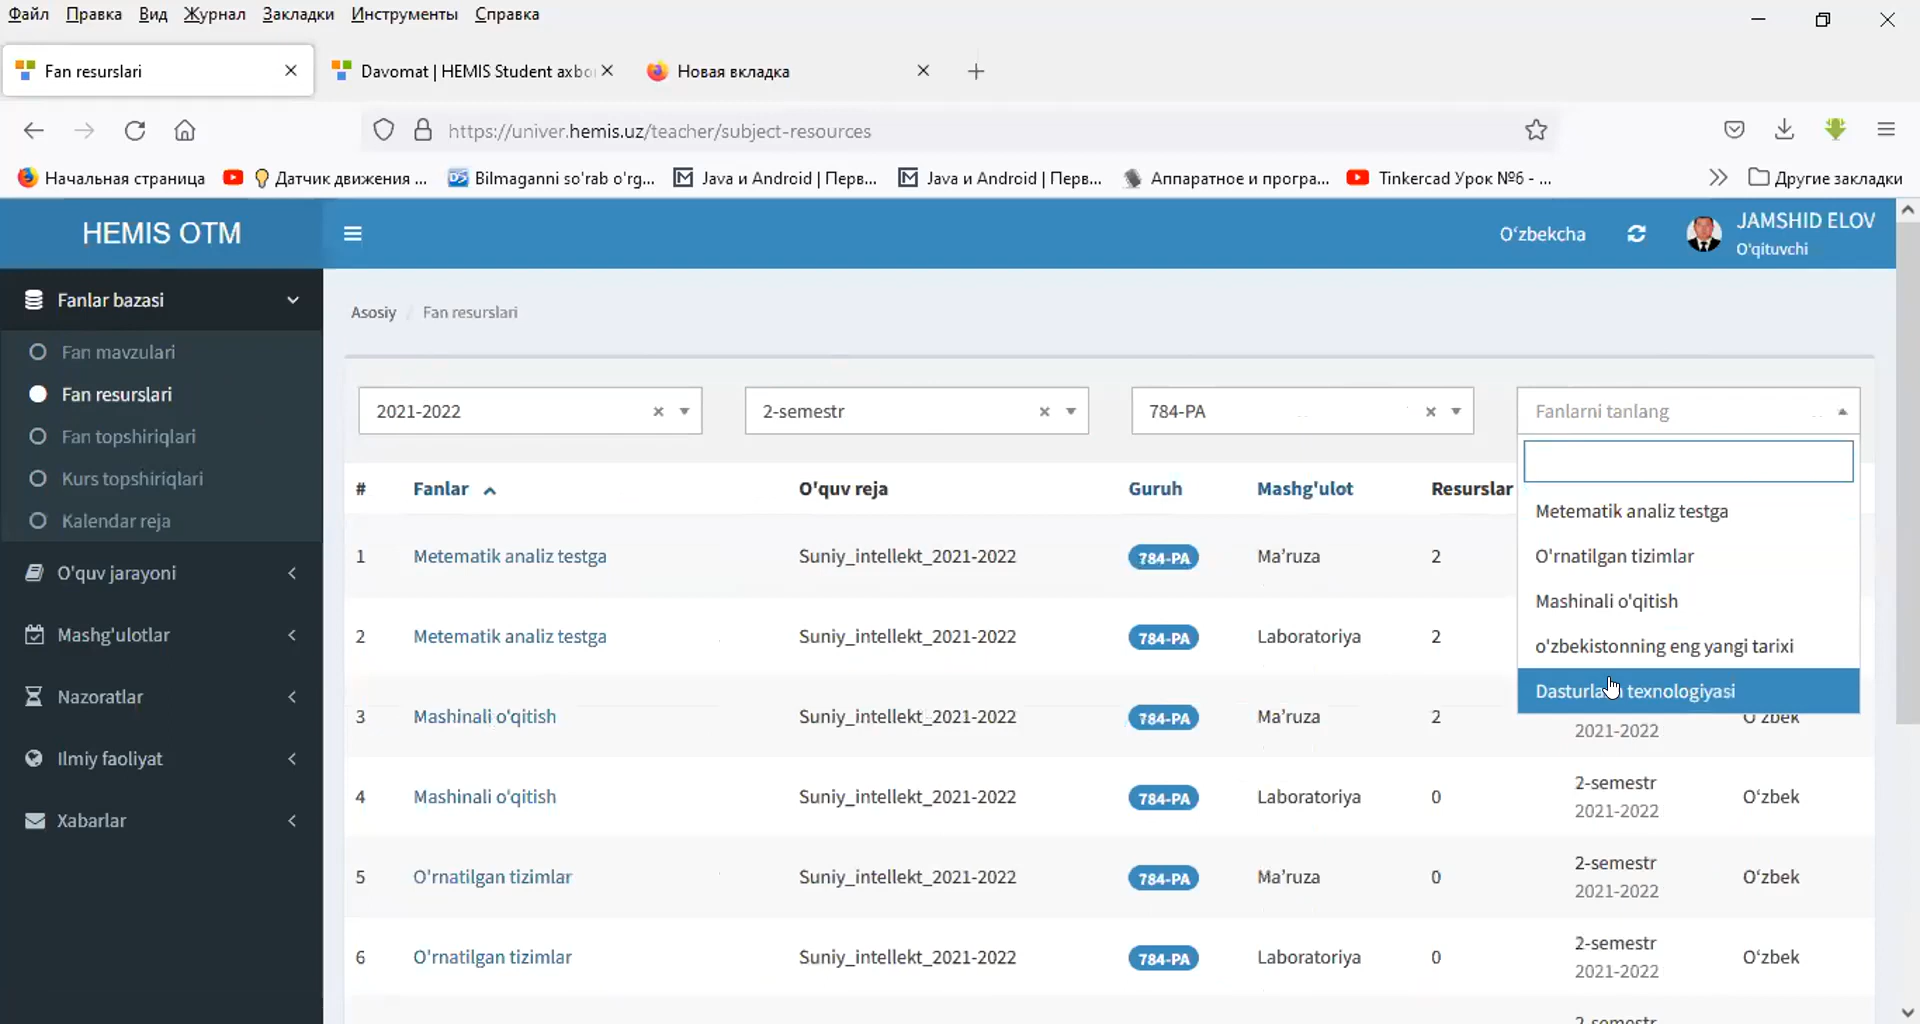 Файл Правка Вид Журнал Закладки Инструменты Справка
Fan resurslari
Davomat | HEMIS Student axbo
Новая вкладка
https://univer.hemis.uz/teacher/subject-resources
Начальная страница
Датчик движения ...
Bilmaganni so'rab o'rg...
Java и Android | Перв...
Java и Android | Перв...
Аппаратное и програ...
Tinkercad Урок №6 - ...
Другие закладки
HEMIS OTM
O'zbekcha
JAMSHID ELOV
O'qituvchi
Fanlar bazasi
Fan mavzulari
Fan resurslari
Fan topshiriqlari
Kurs topshiriqlari
Kalendar reja
O'quv jarayoni
Mashg'ulotlar
Nazoratlar
Ilmiy faoliyat
Xabarlar
Asosiy / Fan resurslari
2021-2022
2-semestr
784-PA
Fanlarni tanlang
Metematik analiz testga
O'rnatilgan tizimlar
Mashinali o'qitish
o'zbekistonning eng yangi tarixi
texnologiyasi
# Fanlar O'quv reja Guruh Mashg'ulot Resurslar
1 Metematik analiz testga Suniy_intellekt_2021-2022 784-PA Ma'ruza 2
2 Metematik analiz testga Suniy_intellekt_2021-2022 784-PA Laboratoriya 2
3 Mashinali o'qitish Suniy_intellekt_2021-2022 784-PA Ma'ruza 2 2021-2022 O'zbek
4 Mashinali o'qitish Suniy_intellekt_2021-2022 784-PA Laboratoriya 0 2-semestr O'zbek
2021-2022
5 O'rnatilgan tizimlar Suniy_intellekt_2021-2022 784-PA Ma'ruza 0 2-semestr O'zbek
2021-2022
6 O'rnatilgan tizimlar Suniy_intellekt_2021-2022 784-PA Laboratoriya 0 2-semestr O'zbek
2021-2022